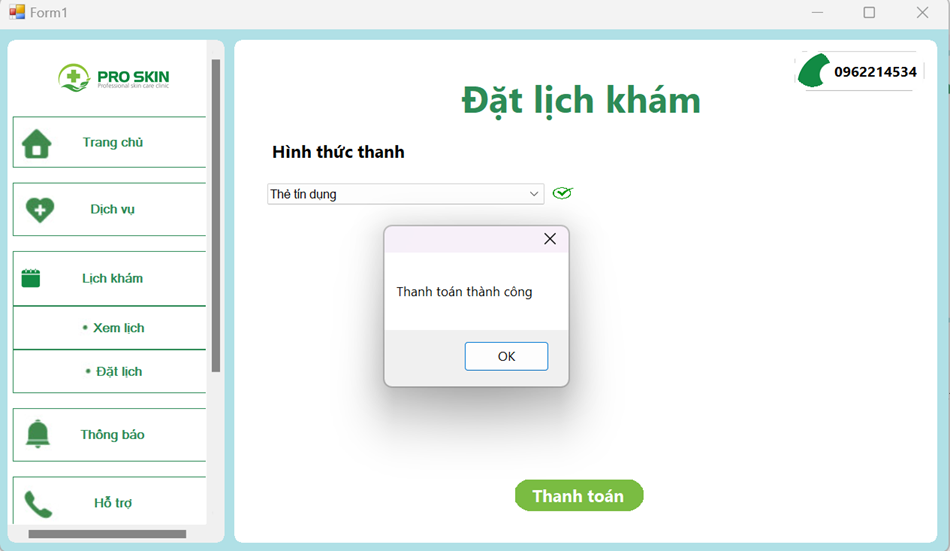 Form1
PRO SKIN
Professional skin care clinic
Trang chủ
Dịch vụ
Lịch khám
• Xem lịch
• Đặt lịch
Thông báo
Hỗ trợ
0962214534
Đặt lịch khám
Hình thức thanh
Thẻ tín dụng
Thanh toán thành công
OK
Thanh toán